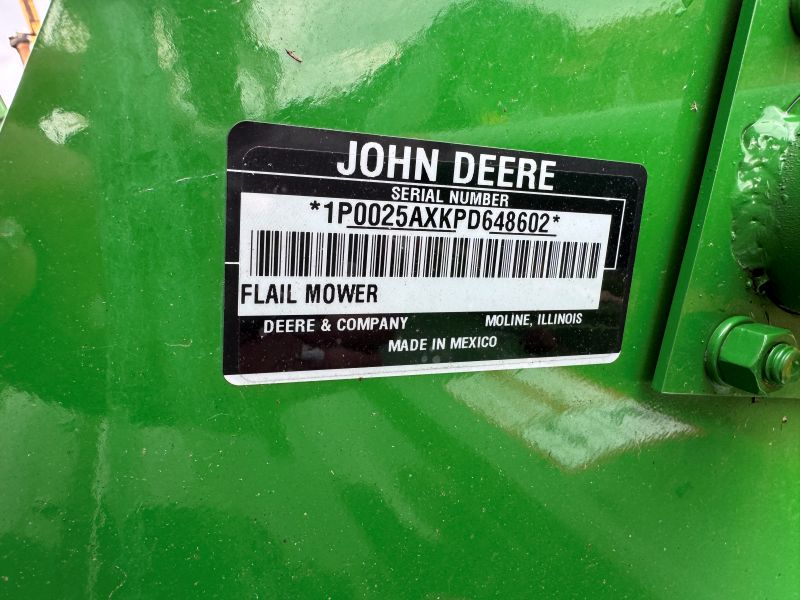 JOHN DEERE
SERIAL NUMBER
*1P0025AXKPD648602*
FLAIL MOWER
DEERE & COMPANY MOLINE, ILLINOIS
MADE IN MEXICO